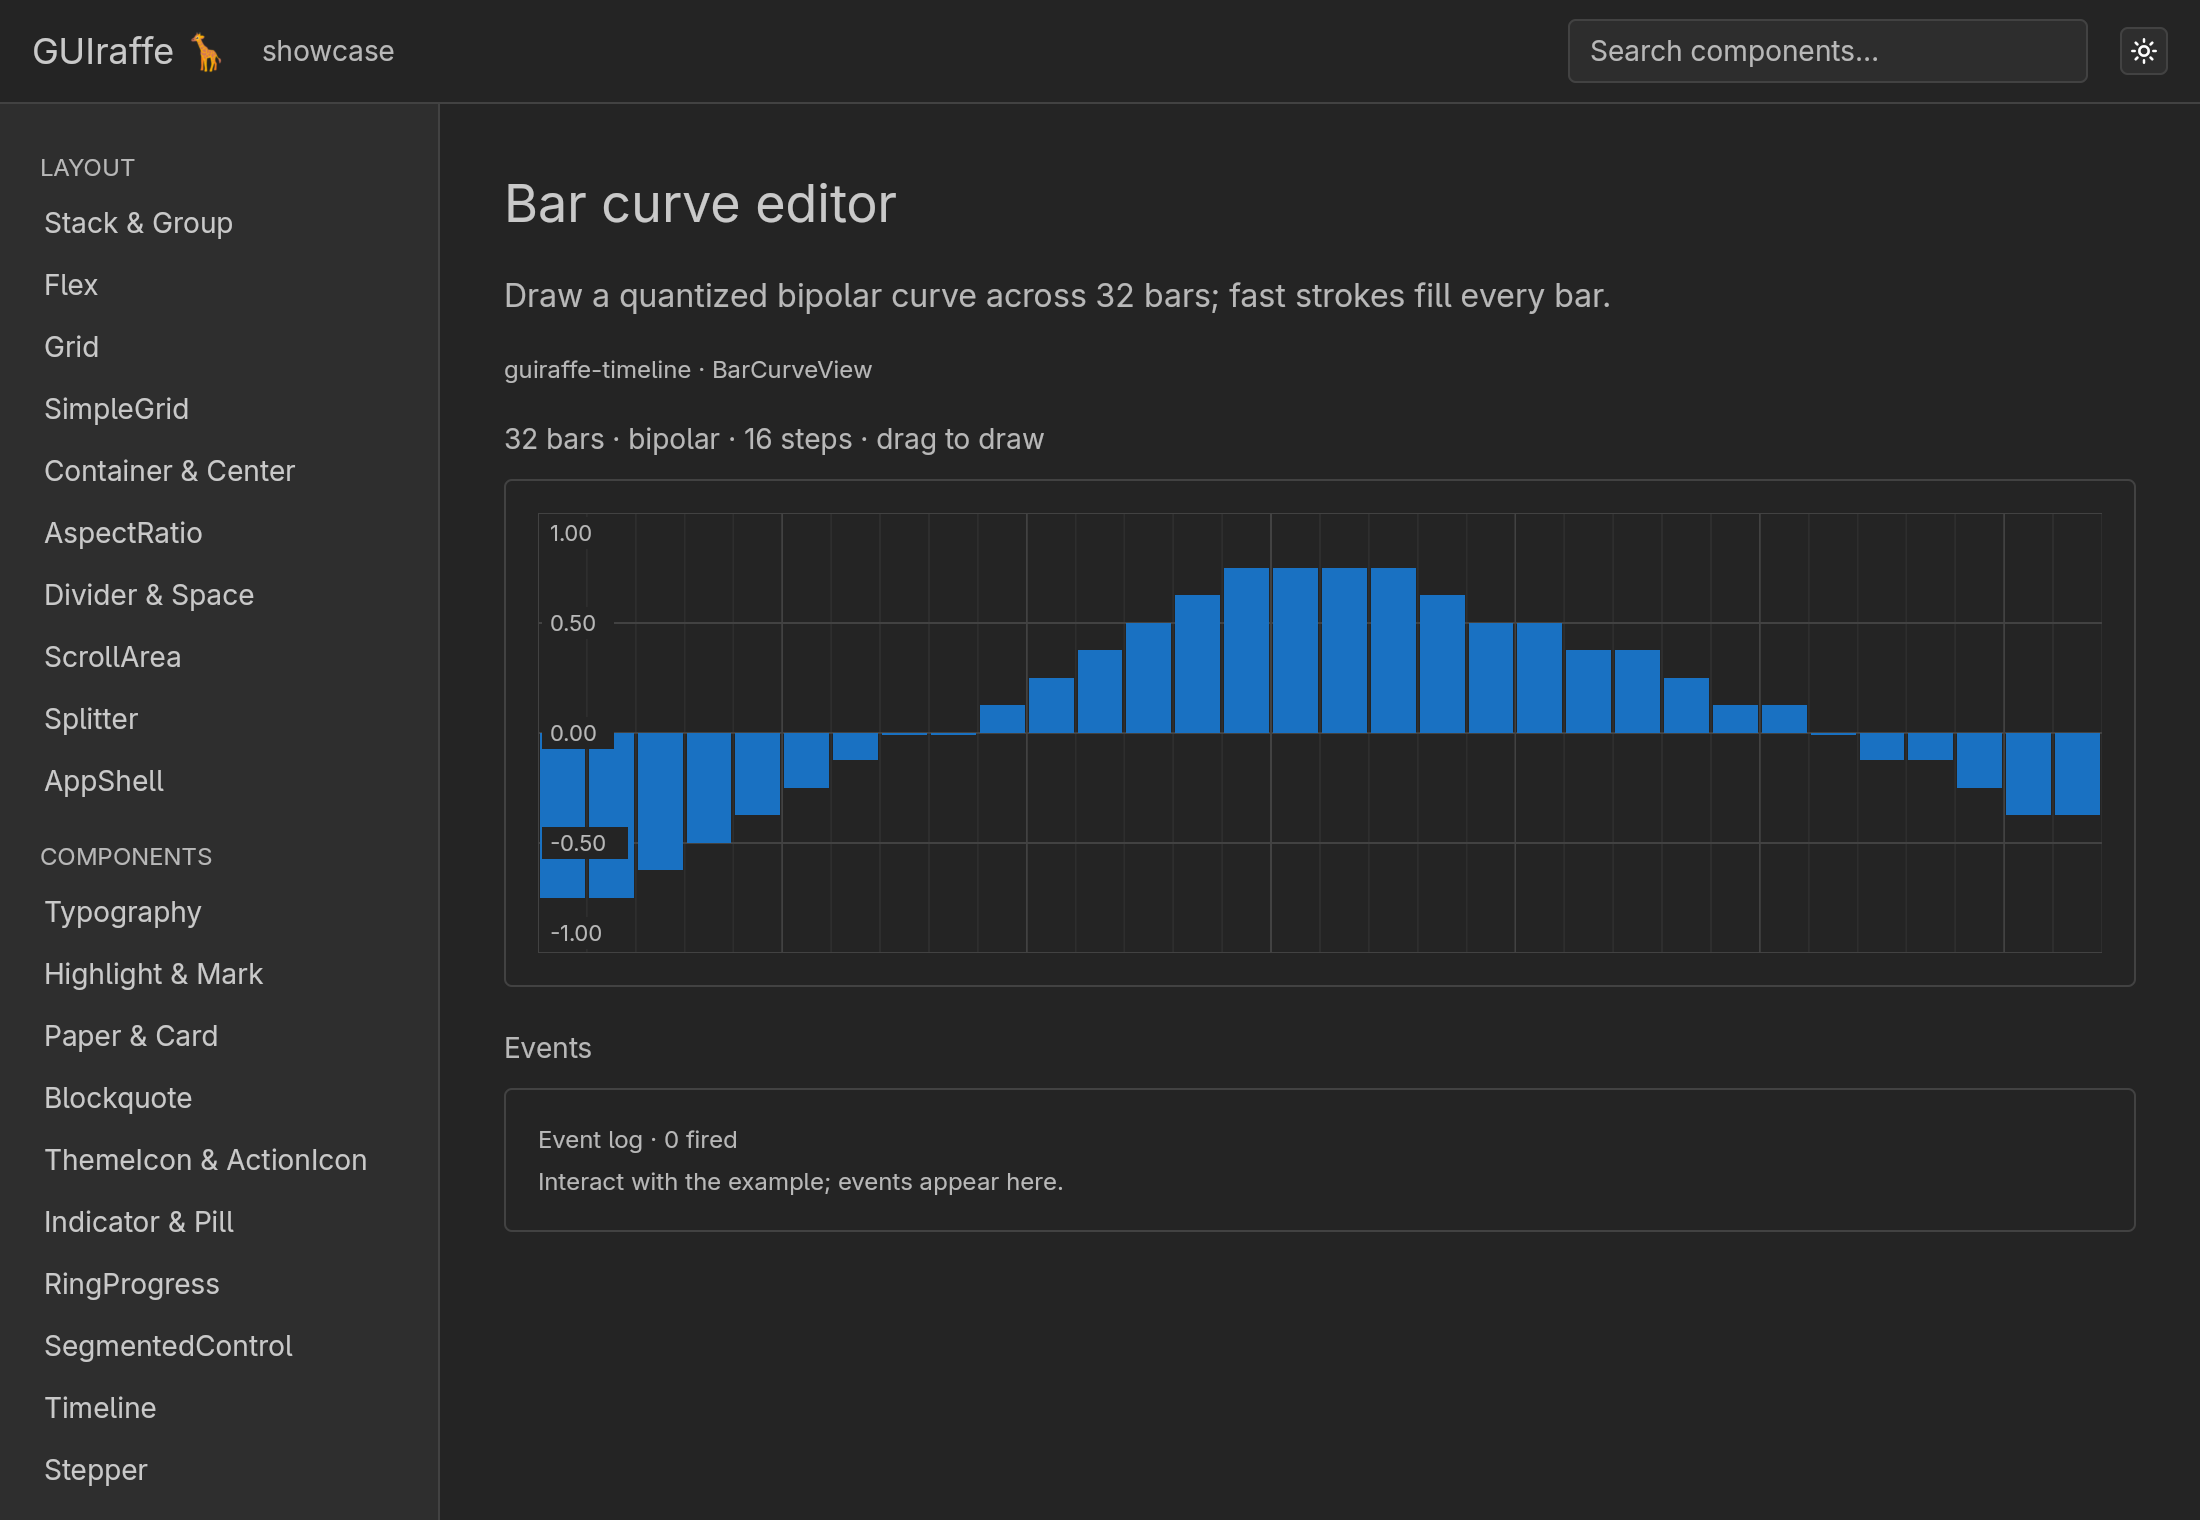 GUIraffe 🦒 showcase
Search components...
LAYOUT
Stack & Group
Flex
Grid
SimpleGrid
Container & Center
AspectRatio
Divider & Space
ScrollArea
Splitter
AppShell
COMPONENTS
Typography
Highlight & Mark
Paper & Card
Blockquote
ThemeIcon & ActionIcon
Indicator & Pill
RingProgress
SegmentedControl
Timeline
Stepper
Bar curve editor
Draw a quantized bipolar curve across 32 bars; fast strokes fill every bar.
guiraffe-timeline · BarCurveView
32 bars · bipolar · 16 steps · drag to draw
1.00
0.50
0.00
-0.50
-1.00
Events
Event log · 0 fired
Interact with the example; events appear here.